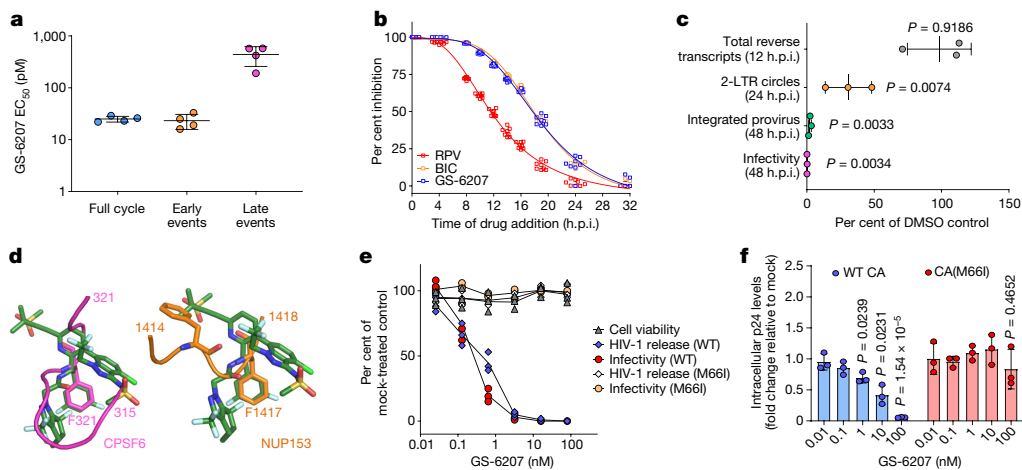 a
GS-6207 EC50 (pM)
1,000
100
10
1
Full cycle
Early
events
Late
events
b
Per cent inhibition
100
75
50
25
0
RPV
BIC
GS-6207
0 4 8 12 16 20 24 28 32
Time of drug addition (h.p.i.)
c
Total reverse
transcripts
(12 h.p.i.)
P = 0.9186
2-LTR circles
(24 h.p.i.)
P = 0.0074
Integrated provirus
(48 h.p.i.)
P = 0.0033
Infectivity
(48 h.p.i.)
P = 0.0034
0 50 100 150
Per cent of DMSO control
d
321
F321
315
CPSF6
1414
1418
F1417
NUP153
e
Per cent of
mock-treated control
100
50
0
0.01 0.1 1 10 100
GS-6207 (nM)
Cell viability
HIV-1 release (WT)
Infectivity (WT)
HIV-1 release (M66I)
Infectivity (M66I)
f
Intracellular p24 levels
(fold change relative to mock)
2.5
2.0
1.5
1.0
0.5
0
WT CA
CA(M66I)
P = 0.0239
P = 0.0231
P = 1.54 × 10⁻⁵
P = 0.4652
0.01 0.1 1 10 100
0.01 0.1 1 10 100
GS-6207 (nM)